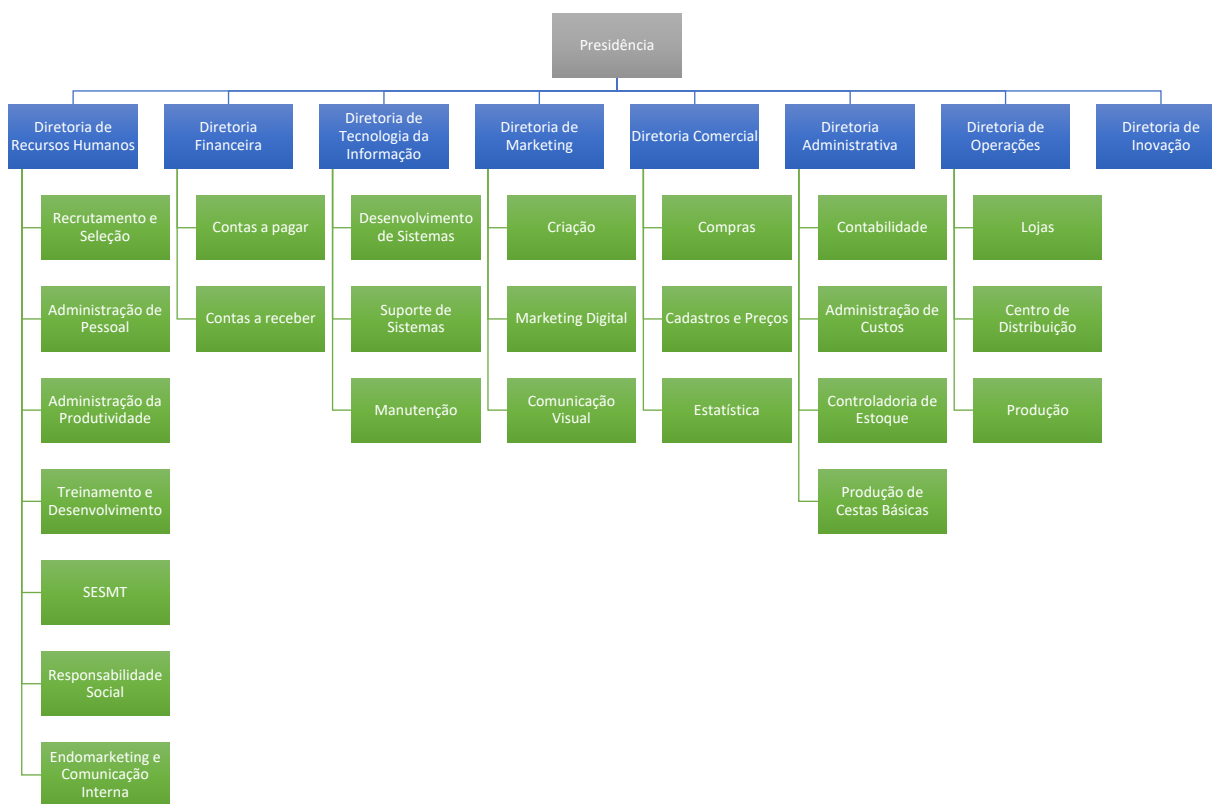 Presidência
Diretoria de
Recursos Humanos
Diretoria
Financeira
Diretoria de
Tecnologia da
Informação
Diretoria de
Marketing
Diretoria Comercial
Diretoria
Administrativa
Diretoria de
Operações
Diretoria de
Inovação
Recrutamento e
Seleção
Administração de
Pessoal
Administração da
Produtividade
Treinamento e
Desenvolvimento
SESMT
Responsabilidade
Social
Endomarketing e
Comunicação
Interna
Contas a pagar
Contas a receber
Desenvolvimento
de Sistemas
Suporte de
Sistemas
Manutenção
Criação
Marketing Digital
Comunicação
Visual
Compras
Cadastros e Preços
Estatística
Contabilidade
Administração de
Custos
Controladoria de
Estoque
Produção de
Cestas Básicas
Lojas
Centro de
Distribuição
Produção